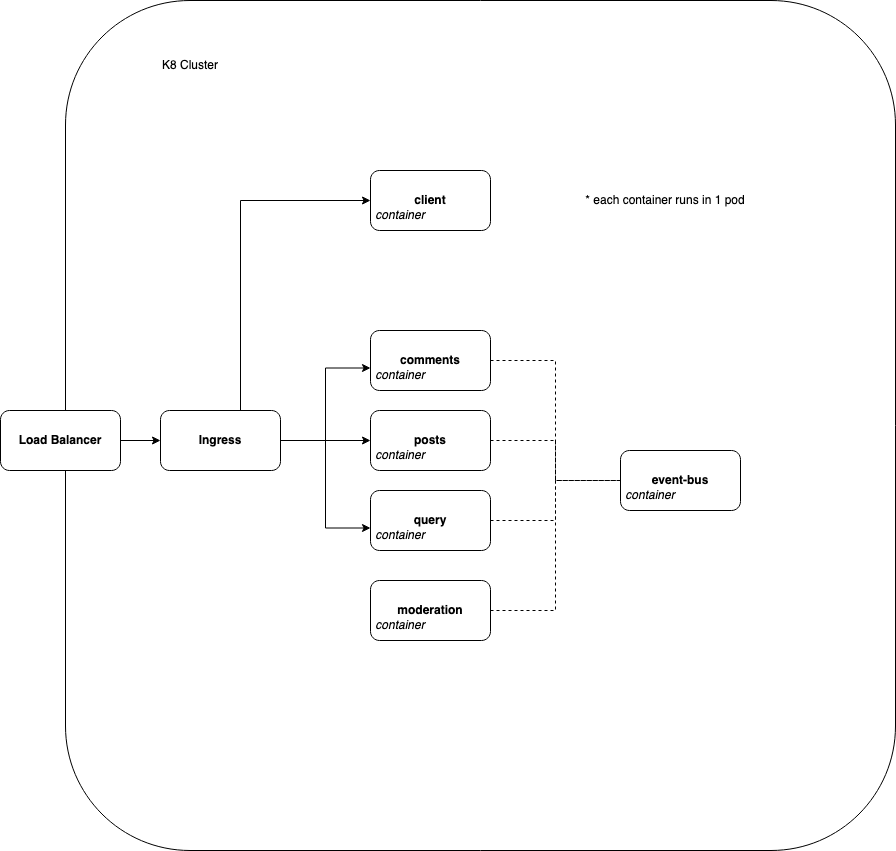 K8 Cluster
client
container
* each container runs in 1 pod
comments
container
Load Balancer
Ingress
posts
container
event-bus
container
query
container
moderation
container